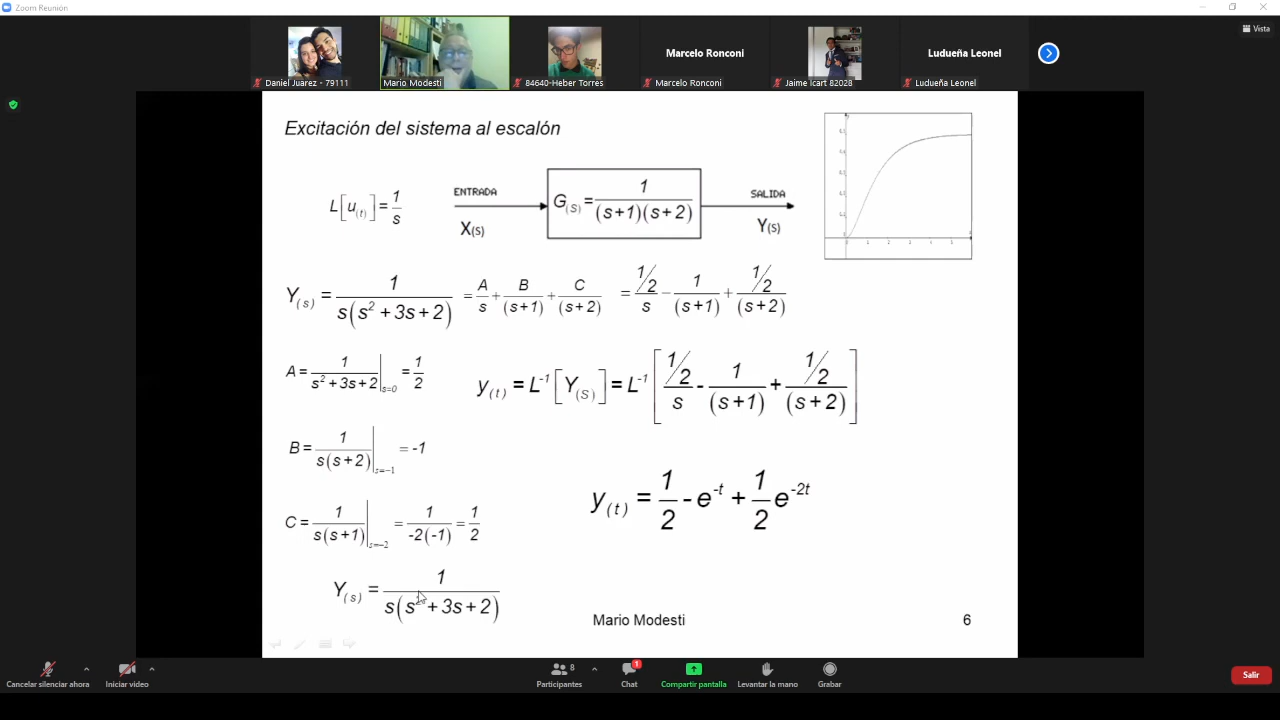 Zoom Reunión
Vista
Daniel Juarez - 79111
Mario Modesti
84640-Heber Torres
Marcelo Ronconi
Marcelo Ronconi
Jaime Icart 82028
Ludueña Leonel
Ludueña Leonel
Excitación del sistema al escalón
L[u(t)] = 1/s
ENTRADA
X(s)
G(s) = 1/((s+1)(s+2))
SALIDA
Y(s)
Y(s) = 1/(s(s² + 3s + 2)) = A/s + B/(s+1) + C/(s+2) = (1/2)/s - 1/(s+1) + (1/2)/(s+2)
A = 1/(s² + 3s + 2)|s=0 = 1/2
y(t) = L⁻¹[Y(s)] = L⁻¹[(1/2)/s - 1/(s+1) + (1/2)/(s+2)]
B = 1/(s(s+2))|s=-1 = -1
y(t) = 1/2 - e^-t + 1/2 e^-2t
C = 1/(s(s+1))|s=-2 = 1/(-2(-1)) = 1/2
Y(s) = 1/(s(s² + 3s + 2))
Mario Modesti
6
Cancelar silenciar ahora
Iniciar video
8
Participantes
1
Chat
Compartir pantalla
Levantar la mano
Grabar
Salir